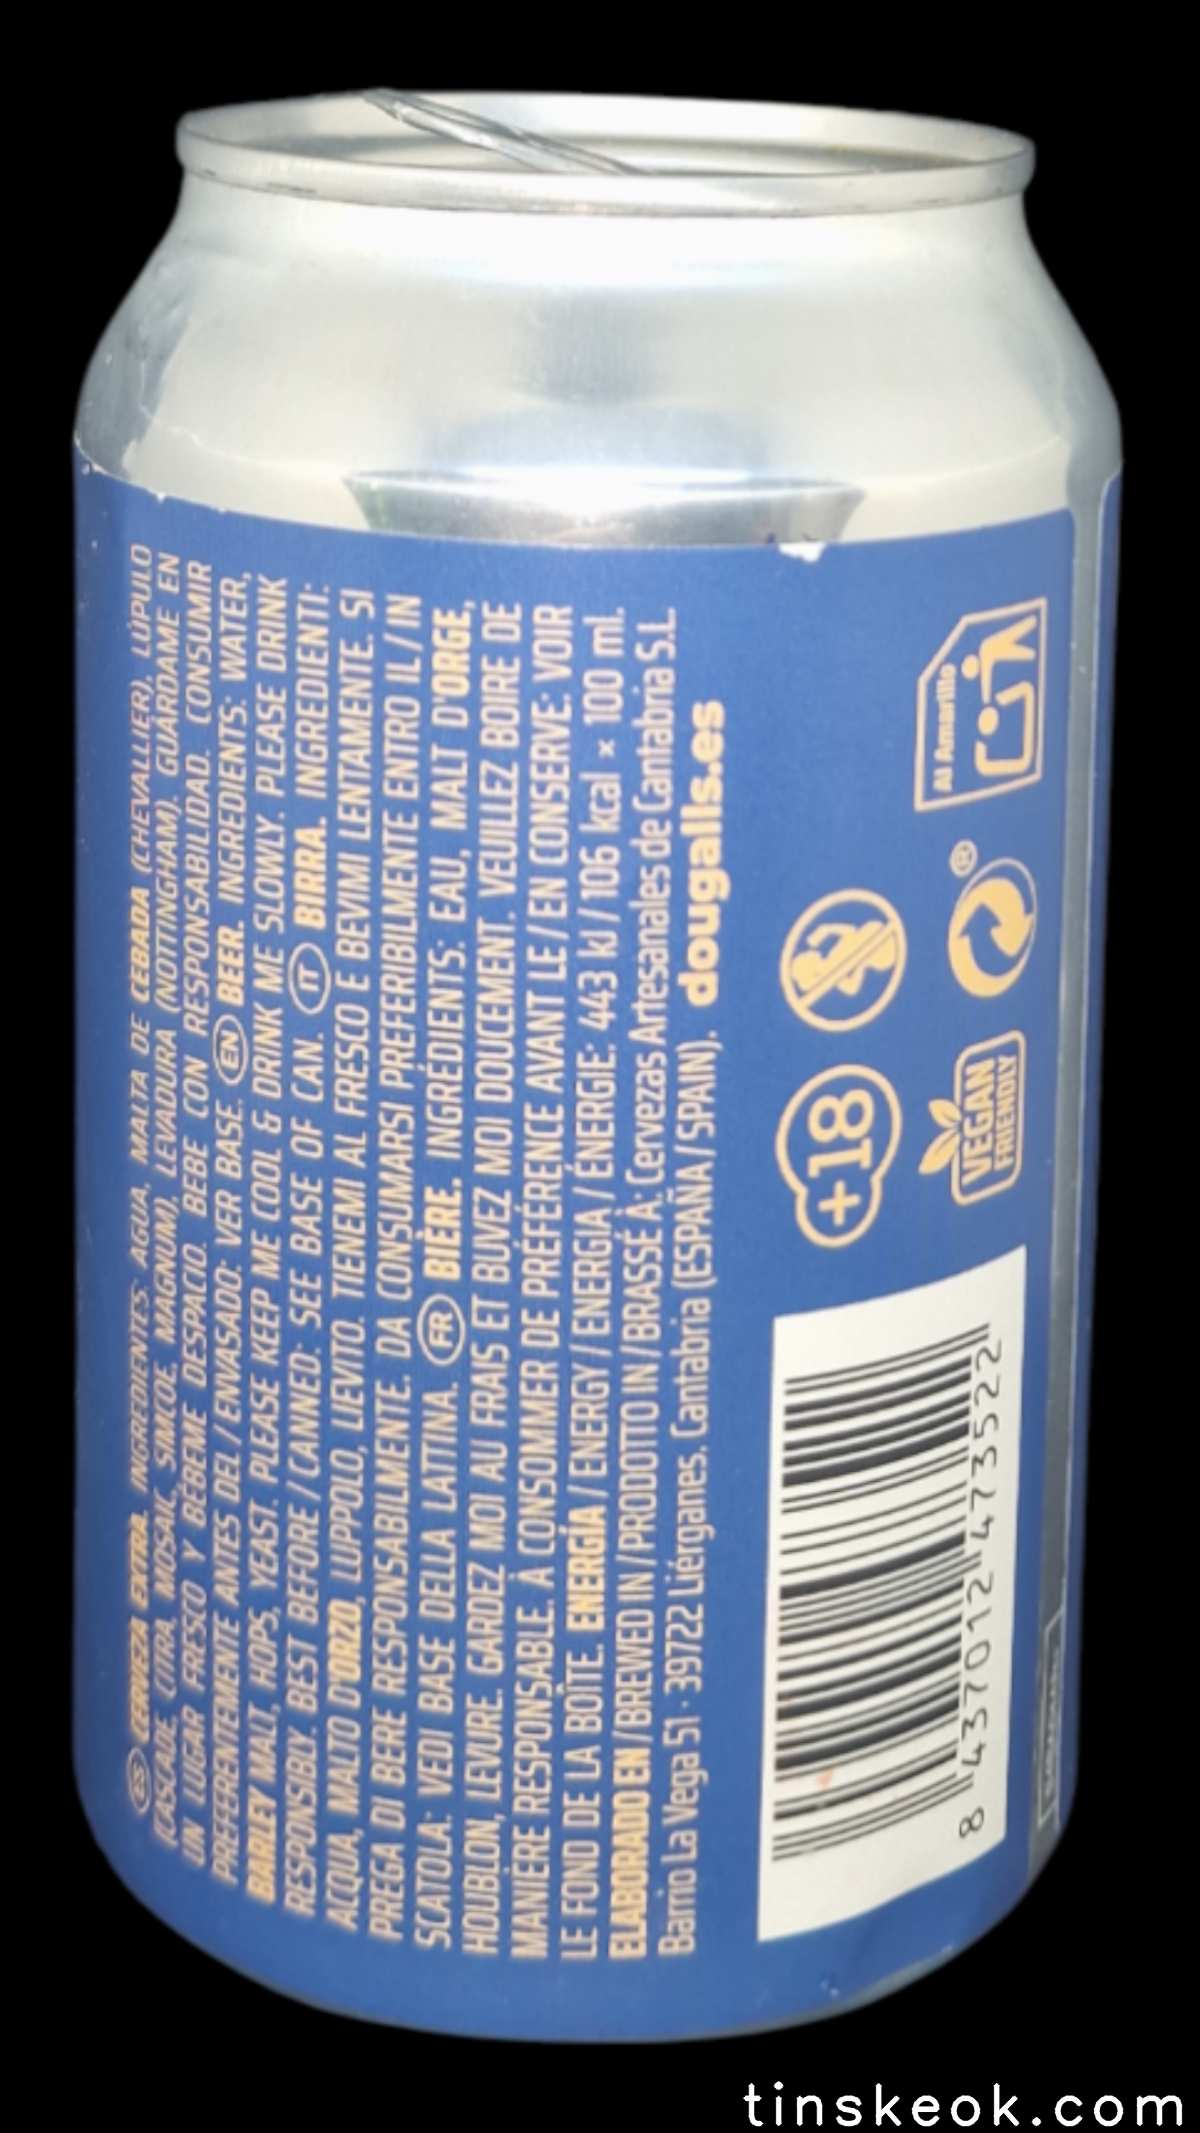 ES CERVEZA EXTRA. INGREDIENTES: AGUA, MALTA DE CEBADA (CHEVALLIER), LÚPULO
(CASCADE, CITRA, MOSAIC, SIMCOE, MAGNUM), LEVADURA (NOTTINGHAM). GUÁRDAME EN
UN LUGAR FRESCO Y BÉBEME DESPACIO. BEBE CON RESPONSABILIDAD. CONSUMIR
PREFERENTEMENTE ANTES DEL / ENVASADO: VER BASE. EN BEER. INGREDIENTS: WATER,
BARLEY MALT, HOPS, YEAST. PLEASE KEEP ME COOL & DRINK ME SLOWLY. PLEASE DRINK
RESPONSIBLY. BEST BEFORE / CANNED: SEE BASE OF CAN. IT BIRRA. INGREDIENTI:
ACQUA, MALTO D'ORZO, LUPPOLO, LIEVITO. TIENEMI AL FRESCO E BEVIMI LENTAMENTE. SI
PREGA DI BERE RESPONSABILMENTE. DA CONSUMARSI PREFERIBILMENTE ENTRO IL / IN
SCATOLA: VEDI BASE DELLA LATTINA. FR BIÈRE. INGRÉDIENTS: EAU, MALT D'ORGE,
HOUBLON, LEVURE. GARDEZ MOI AU FRAIS ET BUVEZ MOI DOUCEMENT. VEUILLEZ BOIRE DE
MANIÈRE RESPONSABLE. À CONSOMMER DE PRÉFÉRENCE AVANT LE / EN CONSERVE: VOIR
LE FOND DE LA BOÎTE. ENERGÍA / ENERGY / ENERGIA / ÉNERGIE: 443 kJ / 106 kcal × 100 ml.
ELABORADO EN / BREWED IN / PRODOTTO IN / BRASSÉ À: Cervezas Artesanales de Cantabria S.L.
Barrio La Vega 51 · 39722 Liérganes. Cantabria (ESPAÑA / SPAIN). dougalls.es
+18
VEGAN
FRIENDLY
®
Al Amarillo
8 437012 473522
tinskeok.com